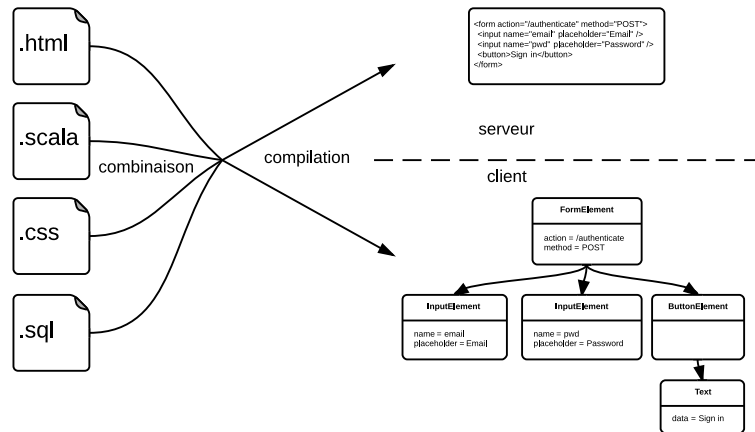 .html
.scala
.css
.sql
combinaison
compilation
<form action="/authenticate" method="POST">
<input name="email" placeholder="Email" />
<input name="pwd" placeholder="Password" />
<button>Sign in</button>
</form>
serveur
client
FormElement
action = /authenticate
method = POST
InputElement
name = email
placeholder = Email
InputElement
name = pwd
placeholder = Password
ButtonElement
Text
data = Sign in